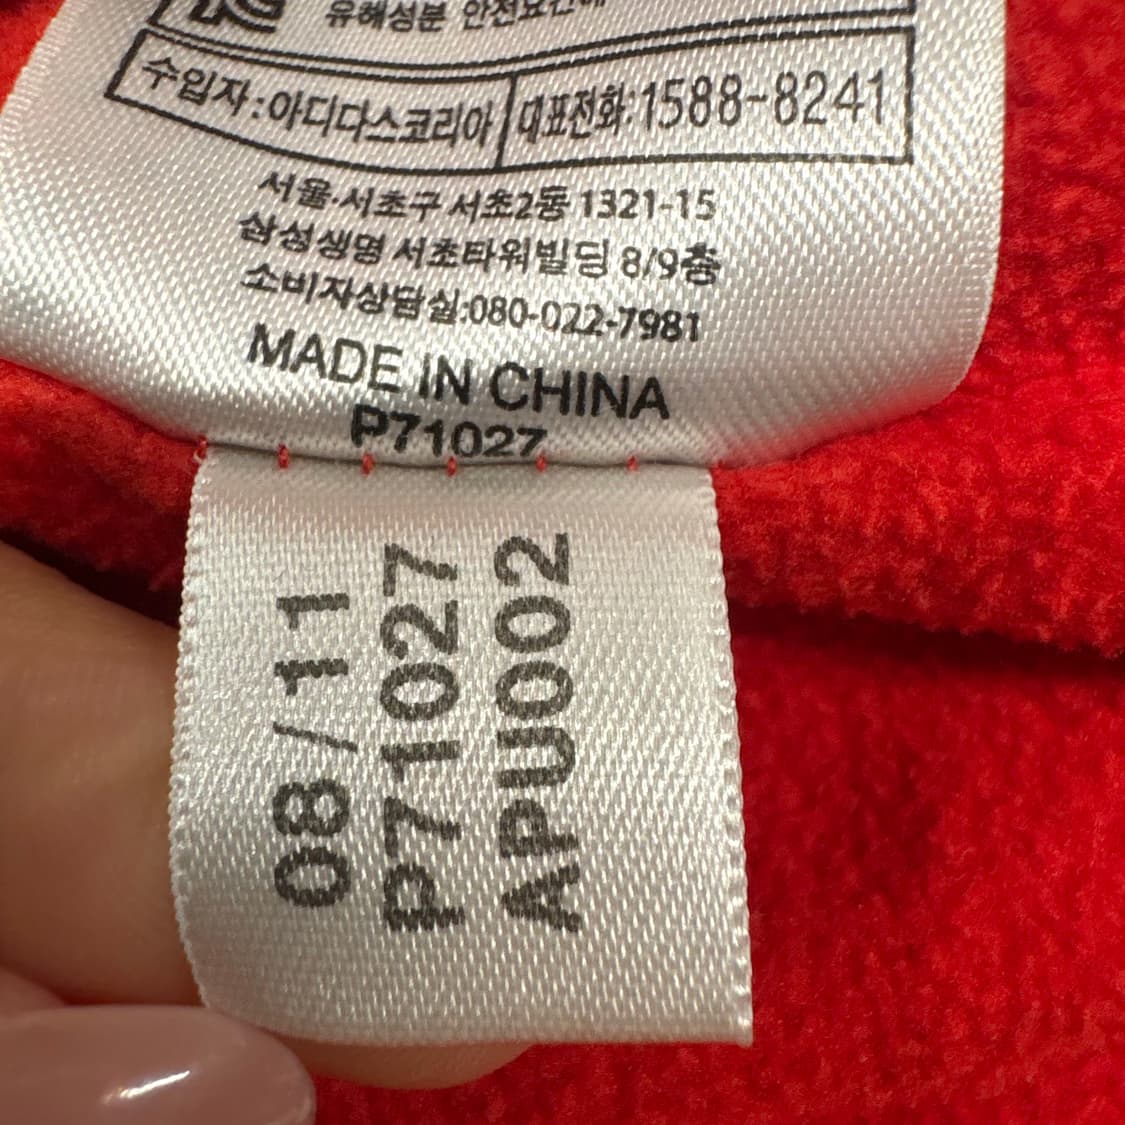 유해성분 안전요건에
수입자:아디다스코리아 대표전화:1588-8241
서울·서초구 서초2동 1321-15
삼성생명 서초타워빌딩 8/9층
소비자상담실:080-022-7981
MADE IN CHINA
P71027
08/11
P71027
APU002